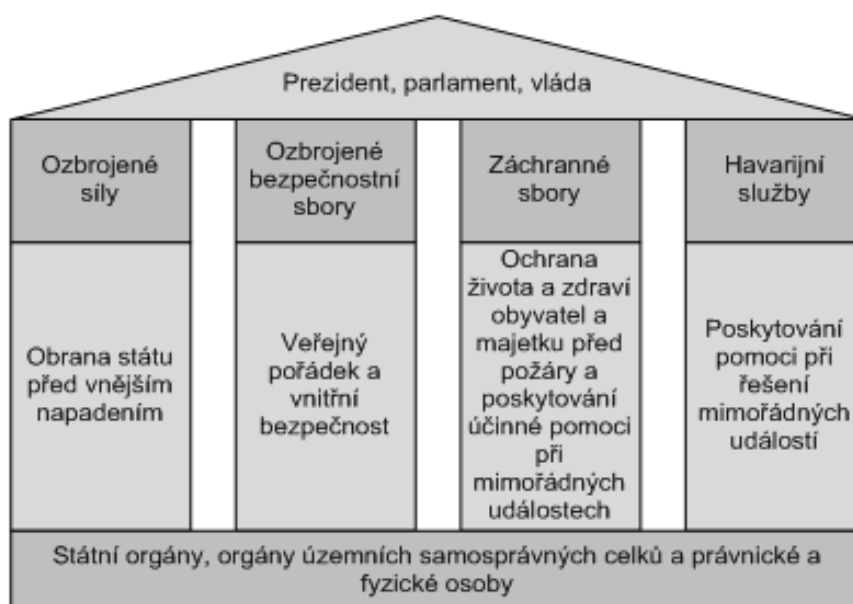 Prezident, parlament, vláda
Ozbrojené
síly
Ozbrojené
bezpečnostní
sbory
Záchranné
sbory
Havarijní
služby
Obrana státu
před vnějším
napadením
Veřejný
pořádek a
vnitřní
bezpečnost
Ochrana
života a zdraví
obyvatel a
majetku před
požáry a
poskytování
účinné pomoci
při
mimořádných
událostech
Poskytování
pomoci při
řešení
mimořádných
událostí
Státní orgány, orgány územních samosprávných celků a právnické a
fyzické osoby